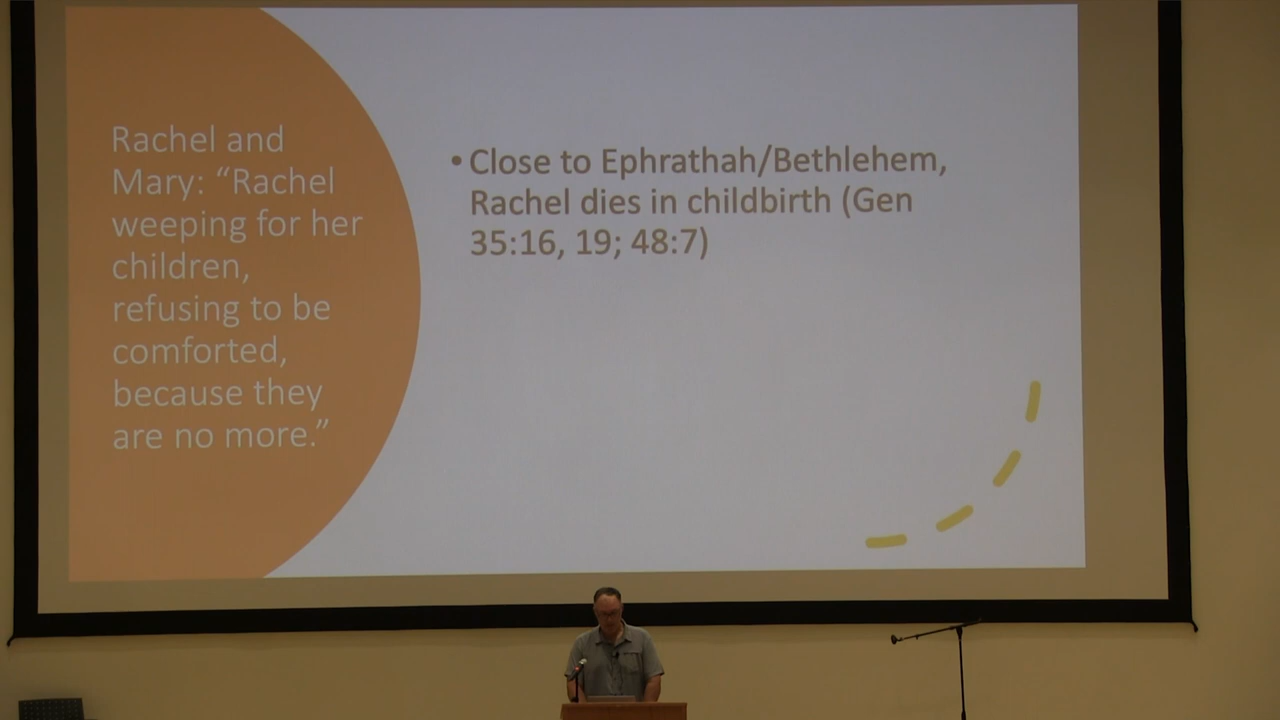 Rachel and
Mary: “Rachel
weeping for her
children,
refusing to be
comforted,
because they
are no more.”
• Close to Ephrathah/Bethlehem,
Rachel dies in childbirth (Gen
35:16, 19; 48:7)